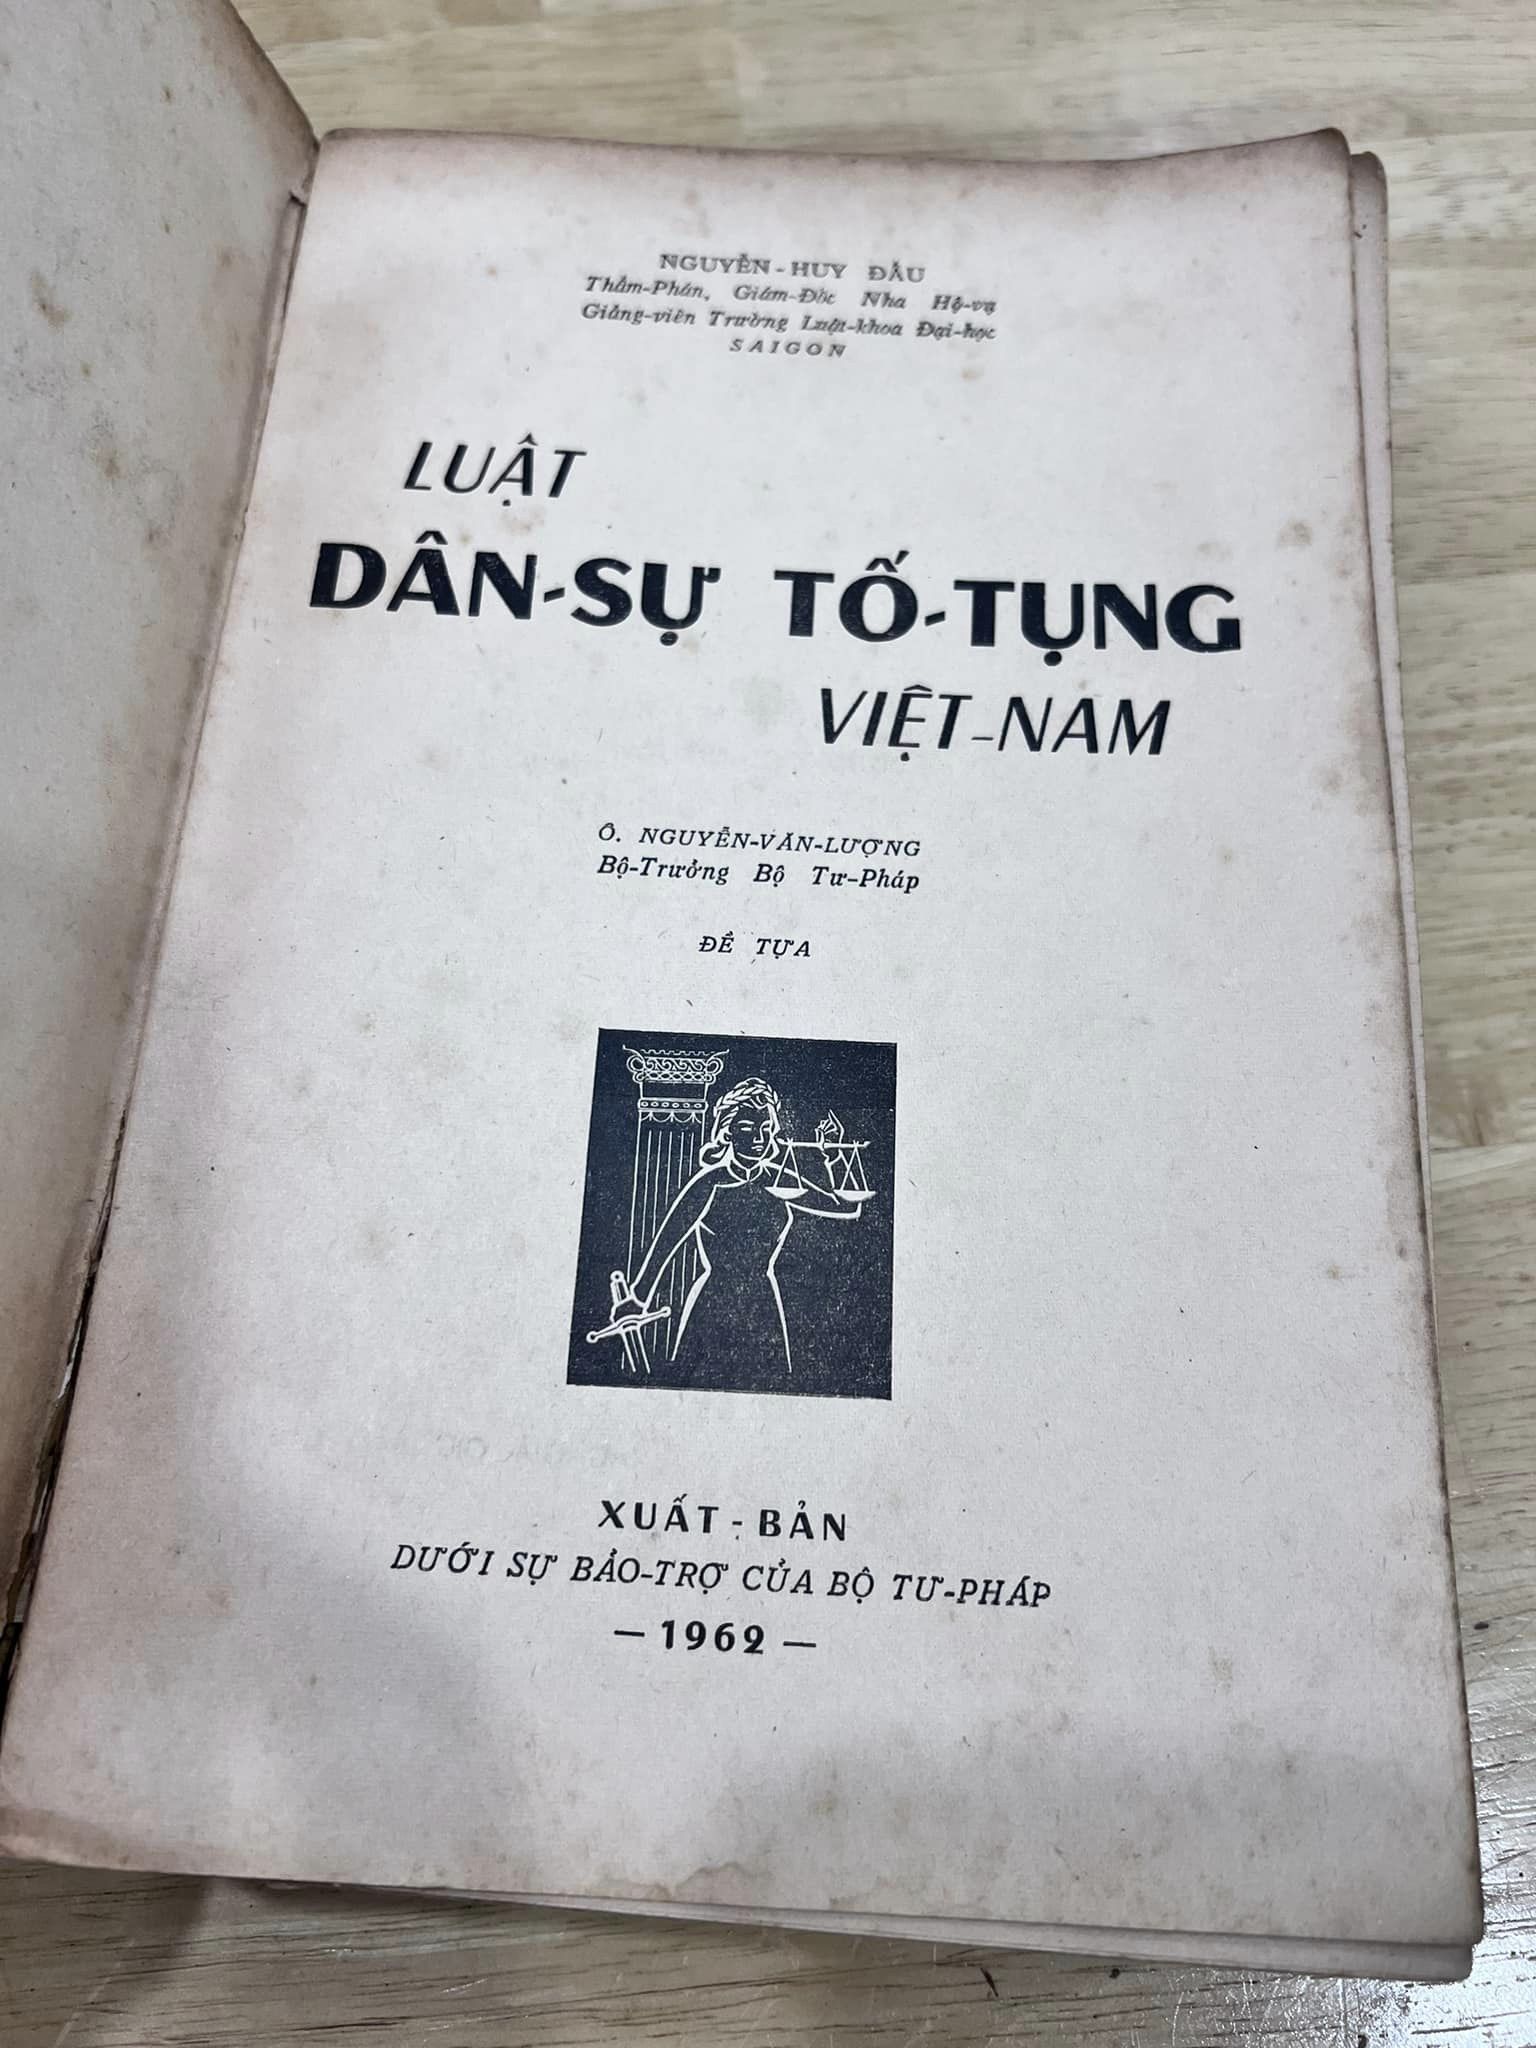 NGUYỄN-HUY ĐẨU
Thẩm-Phán, Giám-Đốc Nha Hộ-vụ
Giảng-viên Trường Luật-khoa Đại-học
SAIGON
LUẬT
DÂN-SỰ TỐ-TỤNG
VIỆT-NAM
Ô. NGUYỄN-VĂN-LƯỢNG
Bộ-Trưởng Bộ Tư-Pháp
ĐỀ TỰA
XUẤT-BẢN
DƯỚI SỰ BẢO-TRỢ CỦA BỘ TƯ-PHÁP
— 1962 —